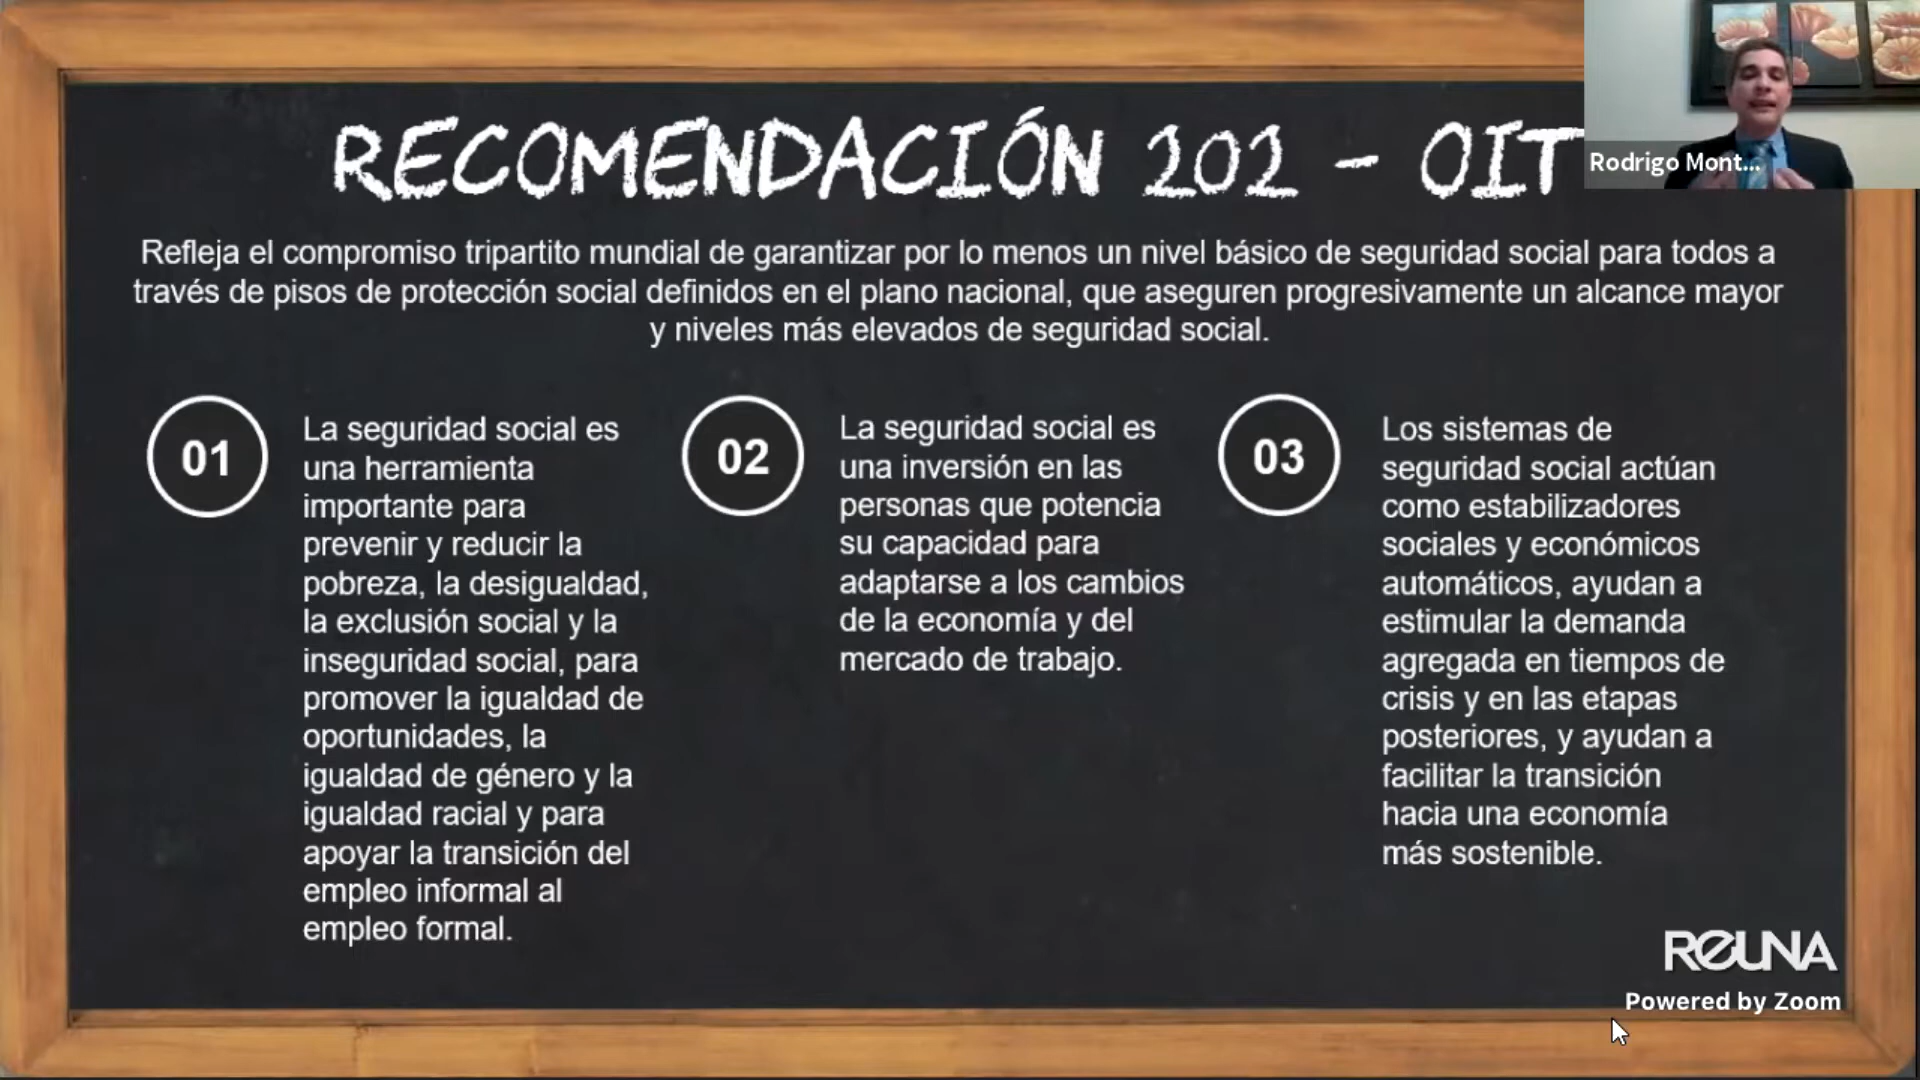 RECOMENDACIÓN 202 - OIT
Rodrigo Mont...
Refleja el compromiso tripartito mundial de garantizar por lo menos un nivel básico de seguridad social para todos a
través de pisos de protección social definidos en el plano nacional, que aseguren progresivamente un alcance mayor
y niveles más elevados de seguridad social.
01
La seguridad social es
una herramienta
importante para
prevenir y reducir la
pobreza, la desigualdad,
la exclusión social y la
inseguridad social, para
promover la igualdad de
oportunidades, la
igualdad de género y la
igualdad racial y para
apoyar la transición del
empleo informal al
empleo formal.
02
La seguridad social es
una inversión en las
personas que potencia
su capacidad para
adaptarse a los cambios
de la economía y del
mercado de trabajo.
03
Los sistemas de
seguridad social actúan
como estabilizadores
sociales y económicos
automáticos, ayudan a
estimular la demanda
agregada en tiempos de
crisis y en las etapas
posteriores, y ayudan a
facilitar la transición
hacia una economía
más sostenible.
REUNA
Powered by Zoom